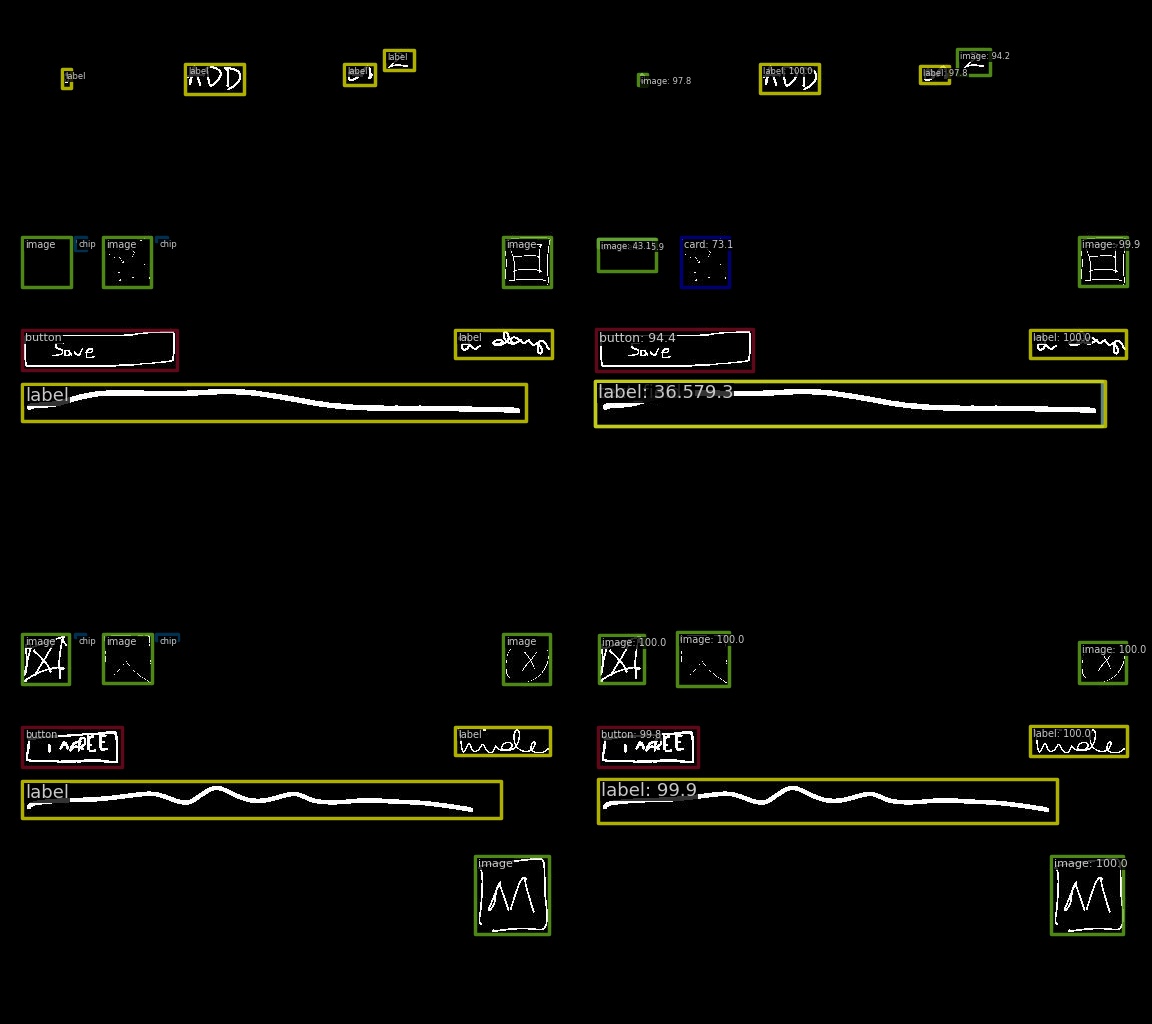 label label label label image: 97.8 label: 100.0 label: 97.8 image: 94.2
image chip image chip image image: 43.1 card: 73.1 image: 99.9
button label button: 94.4 label: 100.0
Save a Save
label label: 36.579.3
image chip image chip image image: 100.0 image: 100.0 image: 100.0
X X X X
button label button: 99.8 label: 100.0
label label: 99.9
image image: 100.0
M M